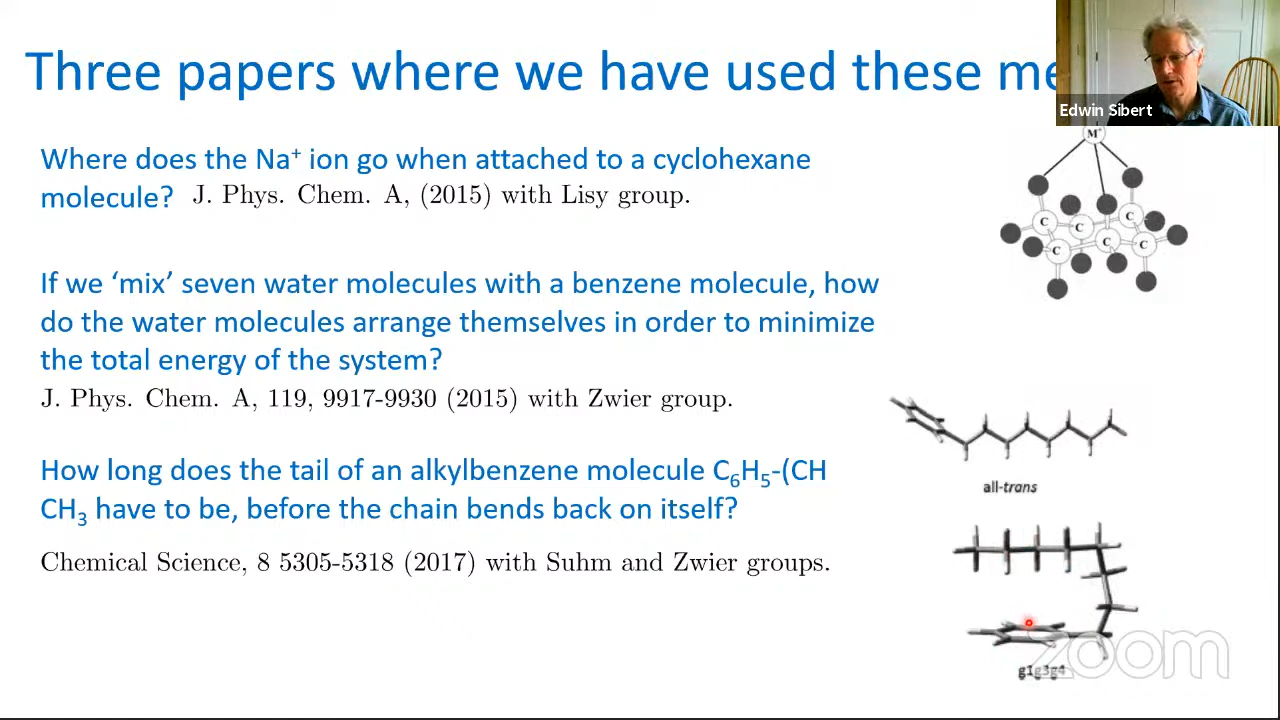 Three papers where we have used these me
Edwin Sibert
Where does the Na⁺ ion go when attached to a cyclohexane
molecule? J. Phys. Chem. A, (2015) with Lisy group.
M⁺
C C C C C C
If we ‘mix’ seven water molecules with a benzene molecule, how
do the water molecules arrange themselves in order to minimize
the total energy of the system?
J. Phys. Chem. A, 119, 9917-9930 (2015) with Zwier group.
How long does the tail of an alkylbenzene molecule C₆H₅-(CH
CH₃ have to be, before the chain bends back on itself?
all-trans
Chemical Science, 8 5305-5318 (2017) with Suhm and Zwier groups.
zoom
g1g3g4